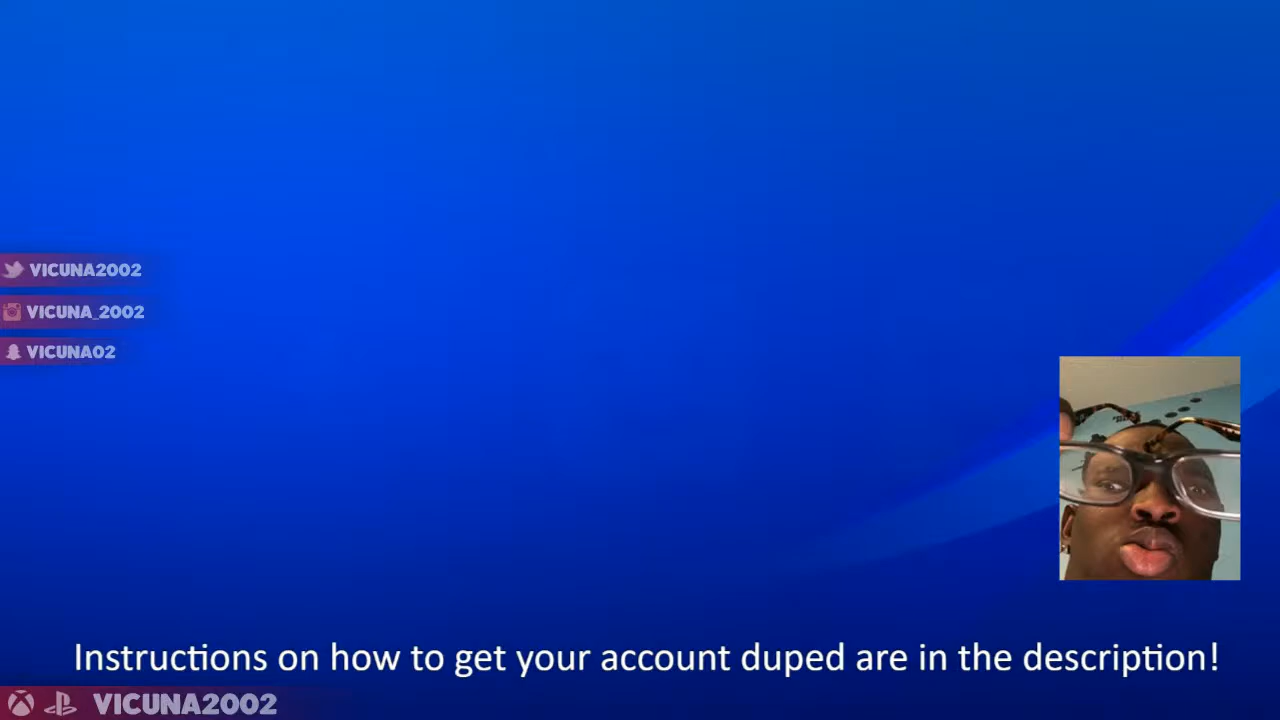 VICUNA2002
VICUNA_2002
VICUNA02
Instructions on how to get your account duped are in the description!
VICUNA2002